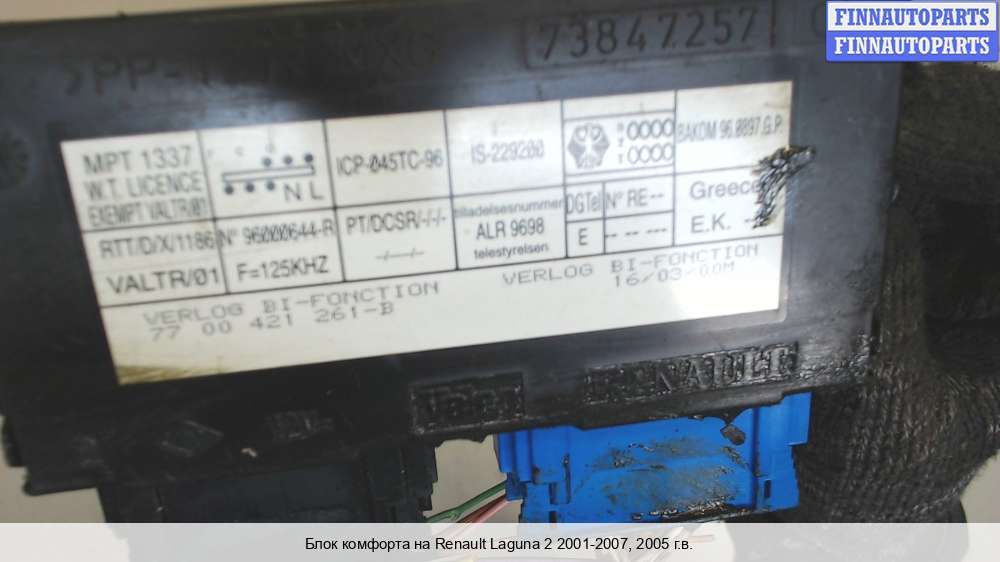 FINNAUTOPARTS
FINNAUTOPARTS
73847257
MPT 1337
W.T. LICENCE
EXEMPT VALTR/01
N L
ICP-045TC-96
IS-229200
0000
0000
BAKOM 96.0897.G.P.
RTT/D/X/1186
VALTR/01
N° 96000644-R
F=125KHZ
PT/DCSR/-/-/-
tilladelsesnummer
ALR 9698
telestyrelsen
DGTel
E
N° RE--
Greece
E.K.
VERLOG BI-FONCTION
77 00 421 261-B
VERLOG BI-FONCTION
16/03/00M
RENAULT
Блок комфорта на Renault Laguna 2 2001-2007, 2005 г.в.